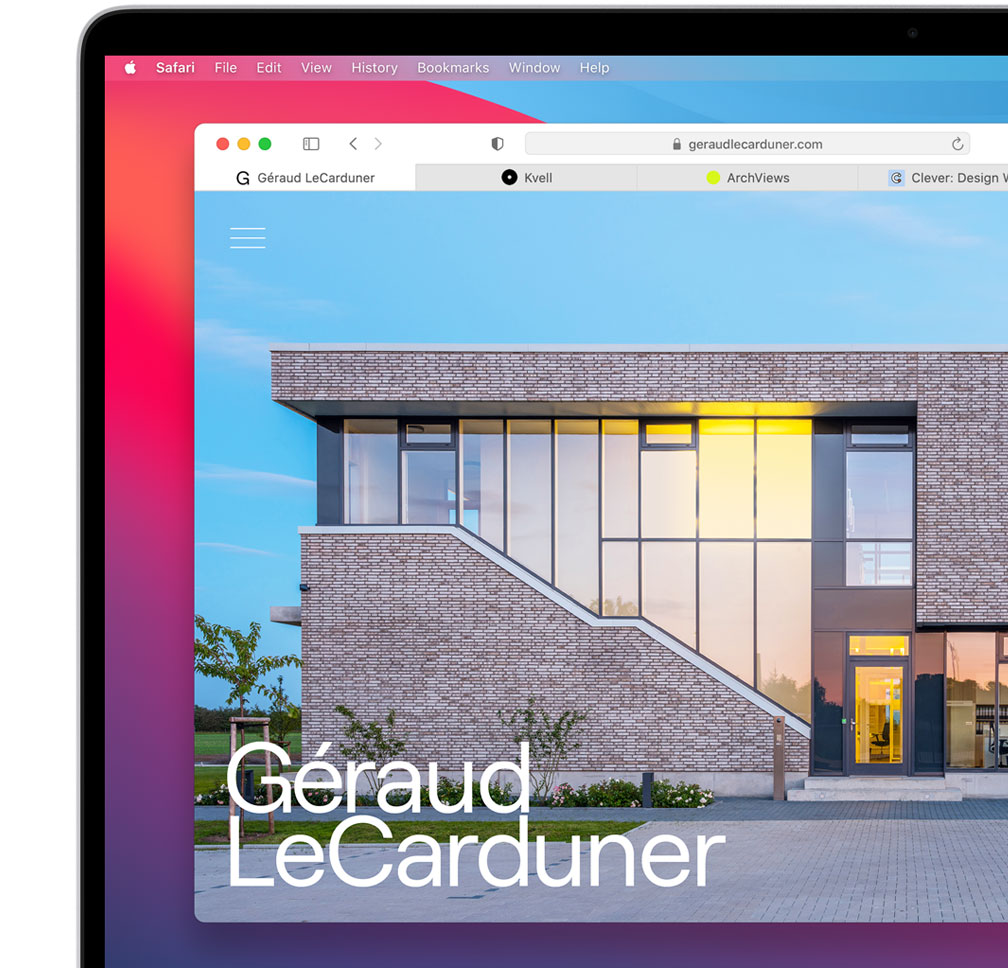 Safari File Edit View History Bookmarks Window Help
geraudlecarduner.com
Géraud LeCarduner Kvell ArchViews Clever: Design W
Géraud
LeCarduner